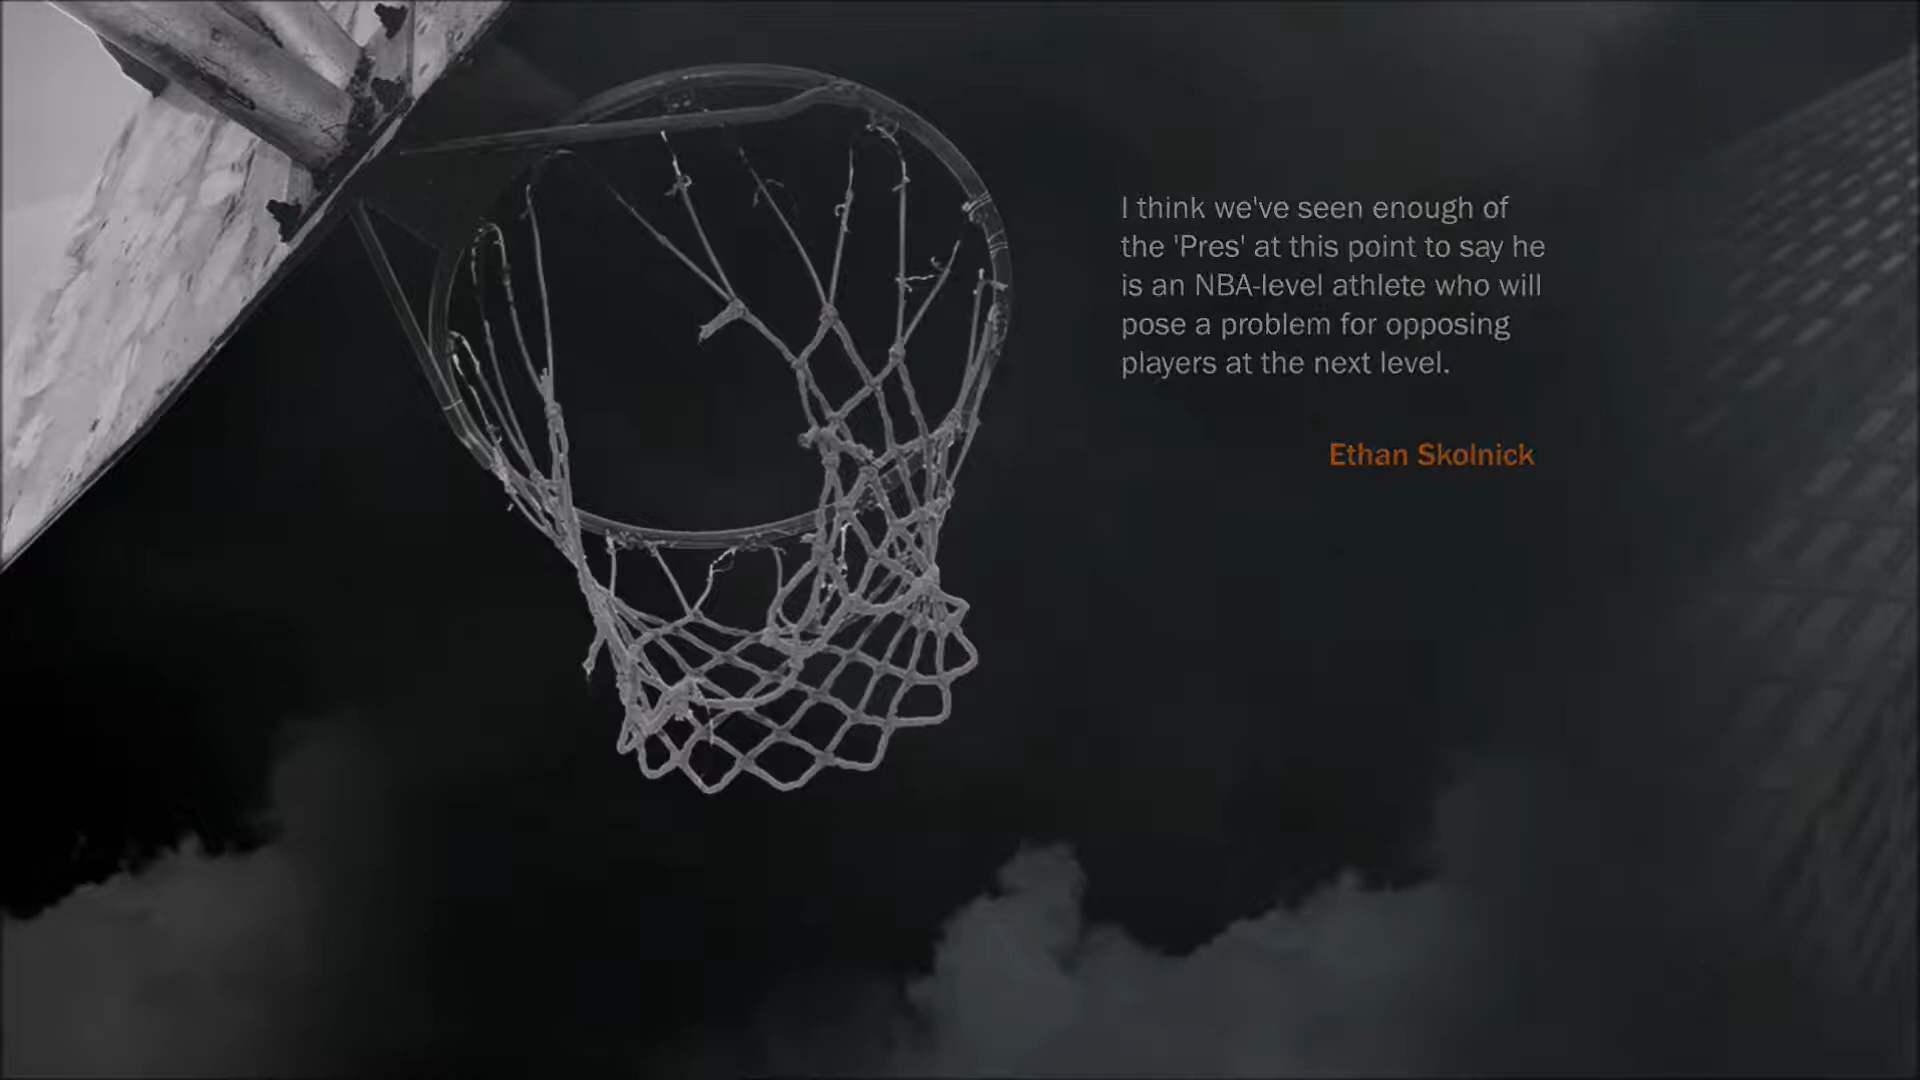 I think we've seen enough of
the 'Pres' at this point to say he
is an NBA-level athlete who will
pose a problem for opposing
players at the next level.
Ethan Skolnick